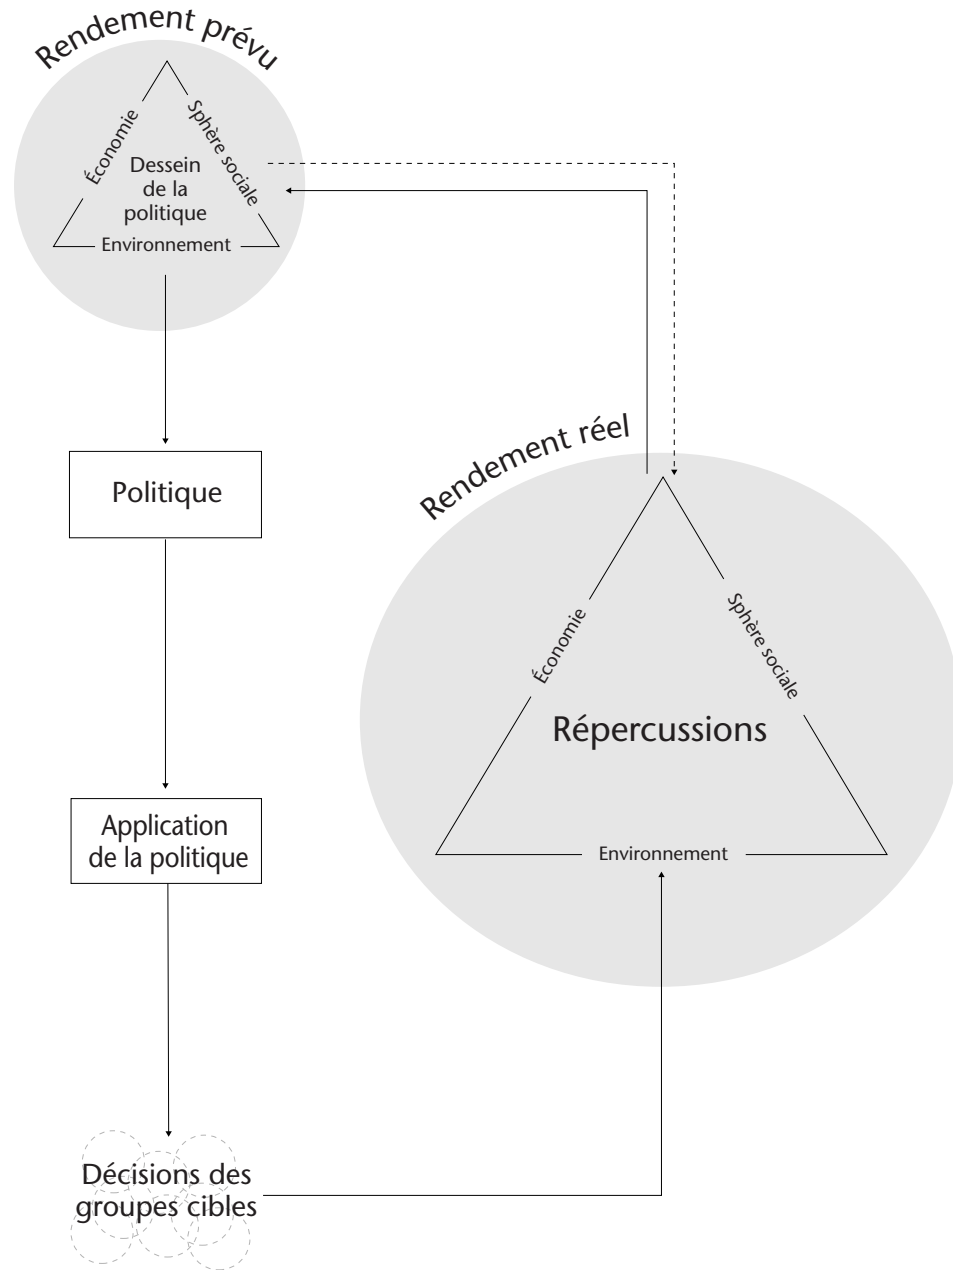 Rendement prévu
Économie
Sphère sociale
Dessein
de la
politique
Environnement
Politique
Application
de la politique
Décisions des
groupes cibles
Rendement réel
Économie
Sphère sociale
Répercussions
Environnement